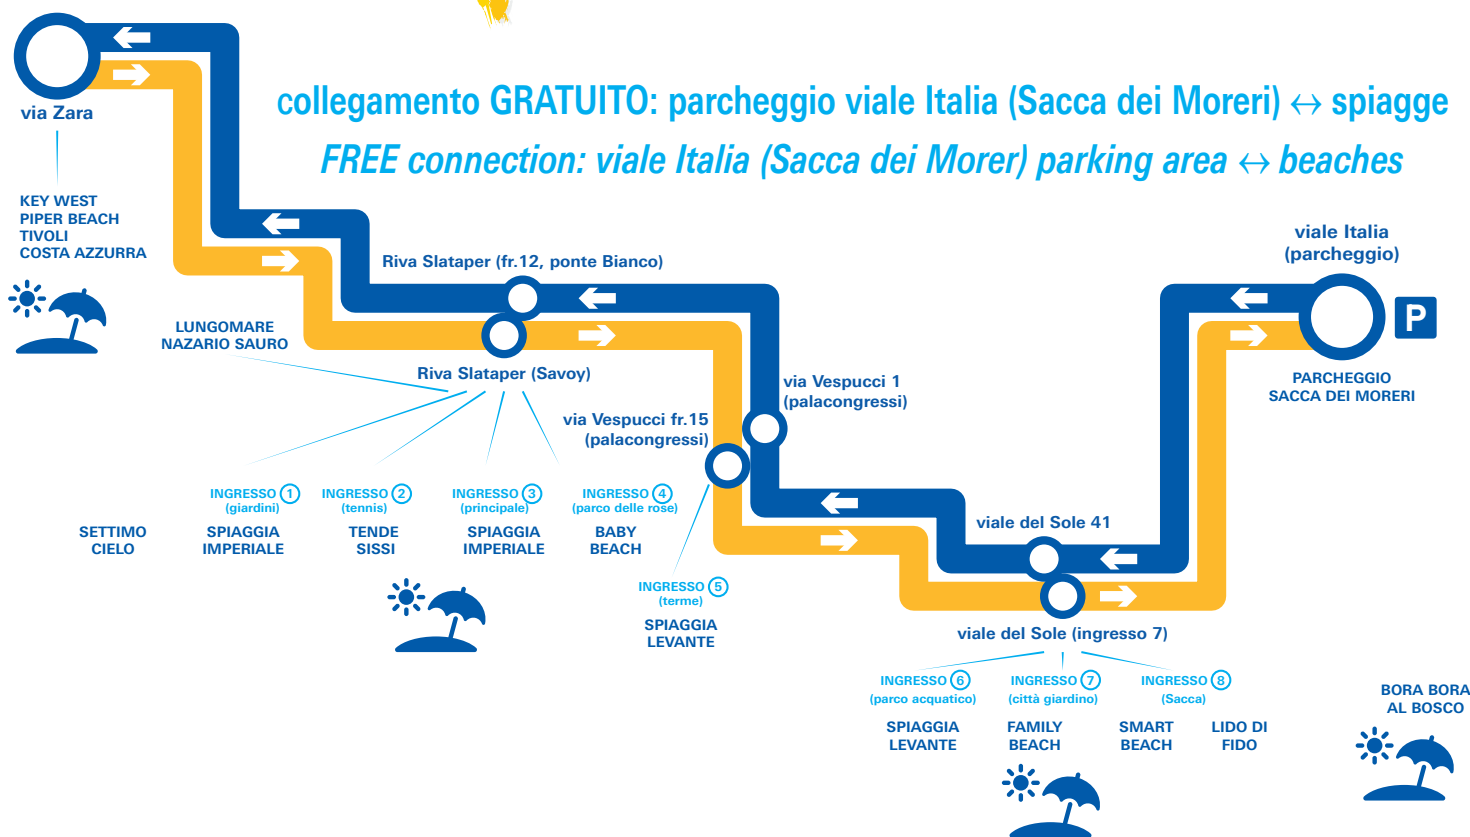 via Zara
collegamento GRATUITO: parcheggio viale Italia (Sacca dei Moreri) ↔ spiagge
FREE connection: viale Italia (Sacca dei Morer) parking area ↔ beaches
KEY WEST
PIPER BEACH
TIVOLI
COSTA AZZURRA
viale Italia
(parcheggio)
P
PARCHEGGIO
SACCA DEI MORERI
Riva Slataper (fr.12, ponte Bianco)
LUNGOMARE
NAZARIO SAURO
Riva Slataper (Savoy)
via Vespucci 1
(palacongressi)
via Vespucci fr.15
(palacongressi)
SETTIMO
CIELO
INGRESSO 1
(giardini)
SPIAGGIA
IMPERIALE
INGRESSO 2
(tennis)
TENDE
SISSI
INGRESSO 3
(principale)
SPIAGGIA
IMPERIALE
INGRESSO 4
(parco delle rose)
BABY
BEACH
INGRESSO 5
(terme)
SPIAGGIA
LEVANTE
viale del Sole 41
viale del Sole (ingresso 7)
INGRESSO 6
(parco acquatico)
SPIAGGIA
LEVANTE
INGRESSO 7
(città giardino)
FAMILY
BEACH
INGRESSO 8
(Sacca)
SMART
BEACH
LIDO DI
FIDO
BORA BORA
AL BOSCO